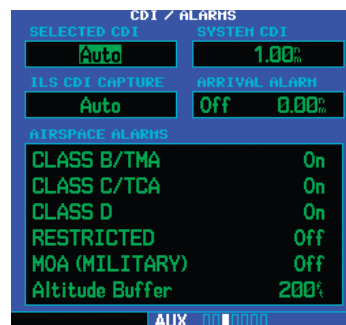 CDI / ALARMS
SELECTED CDI SYSTEM CDI
Auto 1.00nm
ILS CDI CAPTURE ARRIVAL ALARM
Auto Off 0.00nm
AIRSPACE ALARMS
CLASS B/TMA On
CLASS C/TCA On
CLASS D On
RESTRICTED Off
MOA (MILITARY) Off
Altitude Buffer 200ft
AUX